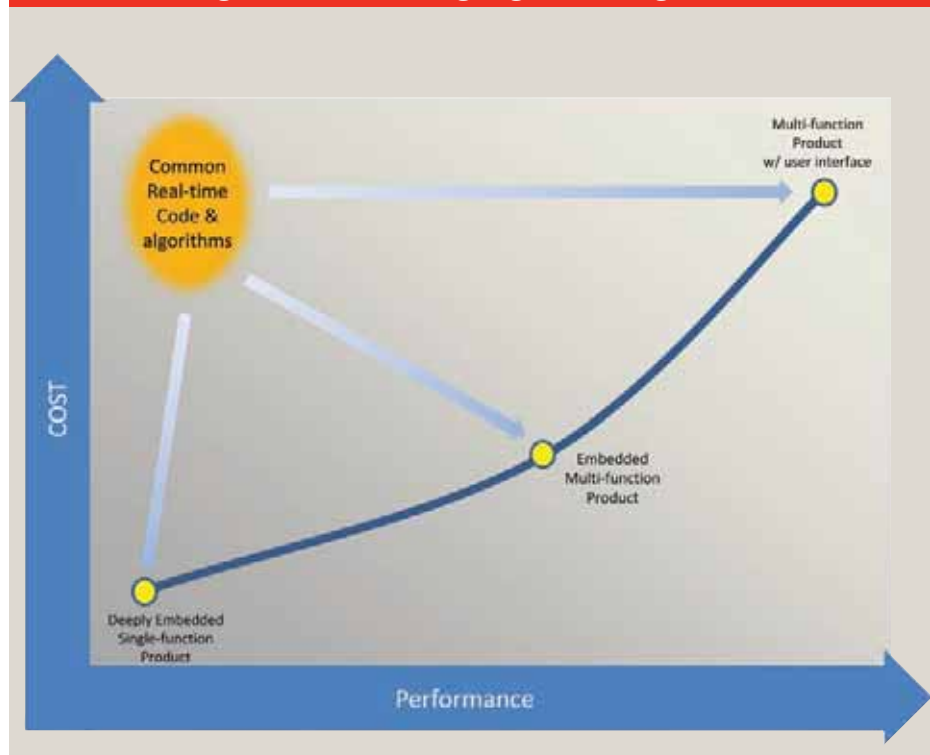 Common
Real-time
Code &
algorithms
Multi-function
Product
w/ user interface
Embedded
Multi-function
Product
Deeply Embedded
Single-function
Product
COST
Performance